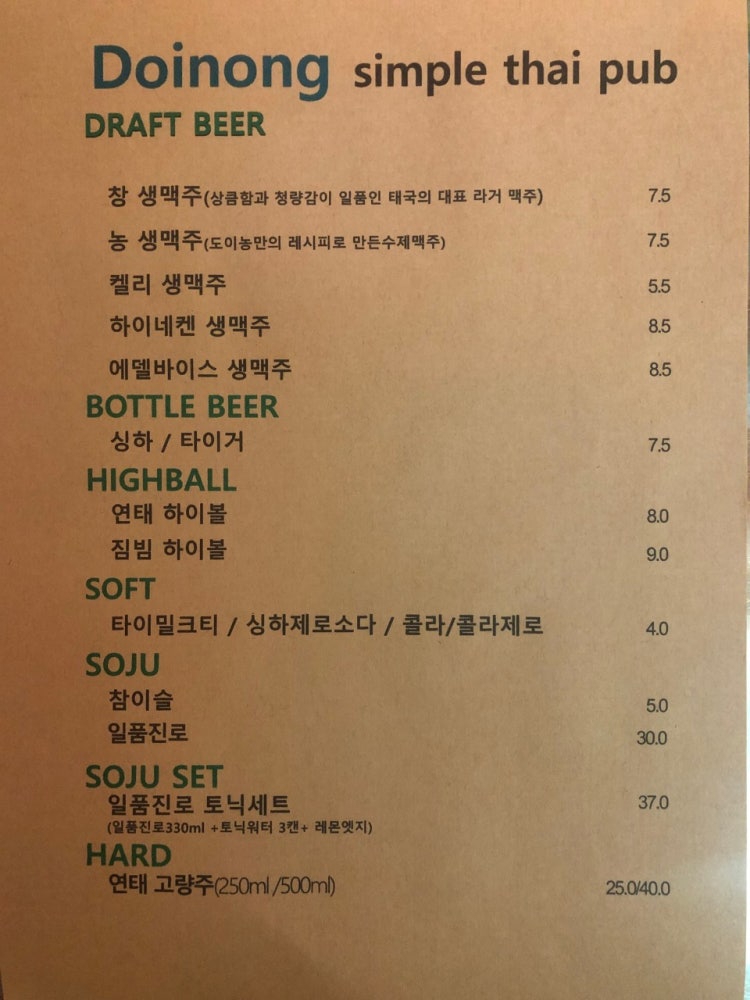 Doinong simple thai pub
DRAFT BEER
창 생맥주(상큼함과 청량감이 일품인 태국의 대표 라거 맥주) 7.5
농 생맥주(도이농만의 레시피로 만든수제맥주) 7.5
켈리 생맥주 5.5
하이네켄 생맥주 8.5
에델바이스 생맥주 8.5
BOTTLE BEER
싱하 / 타이거 7.5
HIGHBALL
연태 하이볼 8.0
짐빔 하이볼 9.0
SOFT
타이밀크티 / 싱하제로소다 / 콜라/콜라제로 4.0
SOJU
참이슬 5.0
일품진로 30.0
SOJU SET
일품진로 토닉세트 37.0
(일품진로330ml +토닉워터 3캔+ 레몬엣지)
HARD
연태 고량주(250ml /500ml) 25.0/40.0